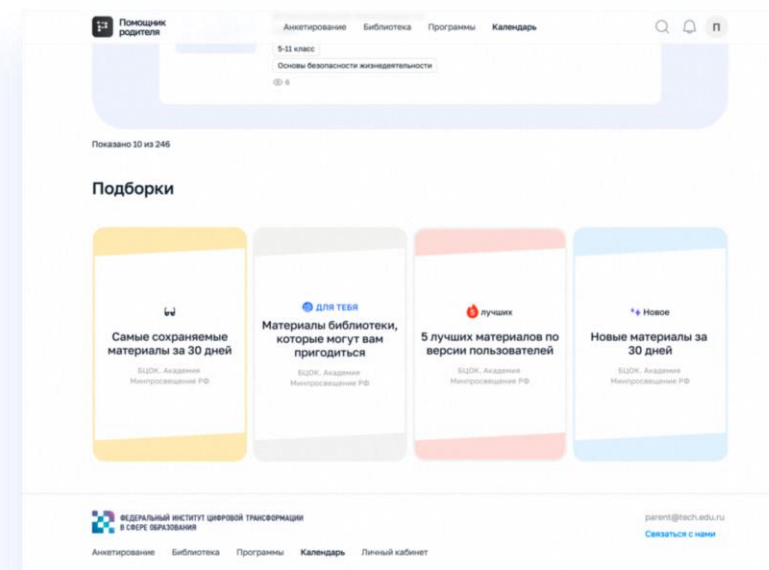 Помощник
родителя
Анкетирование Библиотека Программы Календарь
П
5-11 класс
Основы безопасности жизнедеятельности
6
Показано 10 из 246
Подборки
Самые сохраняемые
материалы за 30 дней
БЦОК. Академия
Минпросвещение РФ
ДЛЯ ТЕБЯ
Материалы библиотеки,
которые могут вам
пригодиться
БЦОК. Академия
Минпросвещение РФ
5 лучших
5 лучших материалов по
версии пользователей
БЦОК. Академия
Минпросвещение РФ
Новое
Новые материалы за
30 дней
БЦОК. Академия
Минпросвещение РФ
ФЕДЕРАЛЬНЫЙ ИНСТИТУТ ЦИФРОВОЙ ТРАНСФОРМАЦИИ
В СФЕРЕ ОБРАЗОВАНИЯ
parent@tech.edu.ru
Связаться с нами
Анкетирование Библиотека Программы Календарь Личный кабинет